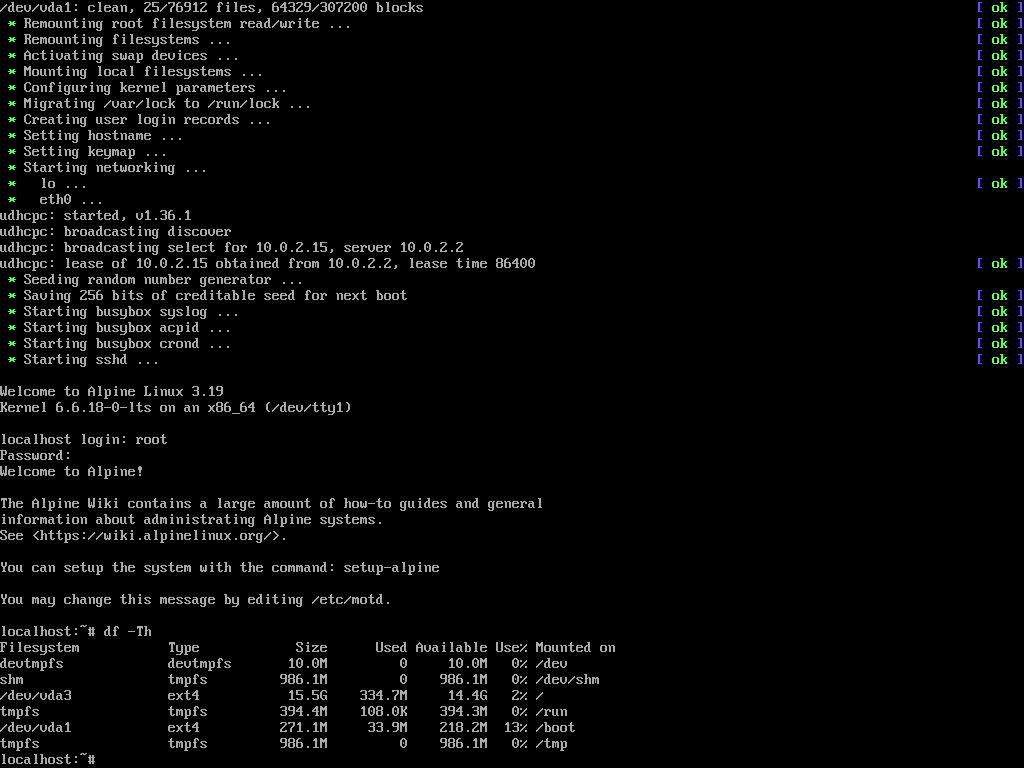 /dev/vda1: clean, 25/76912 files, 64329/307200 blocks [ ok ]
* Remounting root filesystem read/write ... [ ok ]
* Remounting filesystems ... [ ok ]
* Activating swap devices ... [ ok ]
* Mounting local filesystems ... [ ok ]
* Configuring kernel parameters ... [ ok ]
* Migrating /var/lock to /run/lock ... [ ok ]
* Creating user login records ... [ ok ]
* Setting hostname ... [ ok ]
* Setting keymap ... [ ok ]
* Starting networking ...
*   lo ... [ ok ]
*   eth0 ...
udhcpc: started, v1.36.1
udhcpc: broadcasting discover
udhcpc: broadcasting select for 10.0.2.15, server 10.0.2.2
udhcpc: lease of 10.0.2.15 obtained from 10.0.2.2, lease time 86400 [ ok ]
* Seeding random number generator ...
* Saving 256 bits of creditable seed for next boot [ ok ]
* Starting busybox syslog ... [ ok ]
* Starting busybox acpid ... [ ok ]
* Starting busybox crond ... [ ok ]
* Starting sshd ... [ ok ]
Welcome to Alpine Linux 3.19
Kernel 6.6.18-0-lts on an x86_64 (/dev/tty1)
localhost login: root
Password:
Welcome to Alpine!
The Alpine Wiki contains a large amount of how-to guides and general
information about administrating Alpine systems.
See <https://wiki.alpinelinux.org/>.
You can setup the system with the command: setup-alpine
You may change this message by editing /etc/motd.
localhost:~# df -Th
Filesystem Type Size Used Available Use% Mounted on
devtmpfs devtmpfs 10.0M 0 10.0M 0% /dev
shm tmpfs 986.1M 0 986.1M 0% /dev/shm
/dev/vda3 ext4 15.5G 334.7M 14.4G 2% /
tmpfs tmpfs 394.4M 108.0K 394.3M 0% /run
/dev/vda1 ext4 271.1M 33.9M 218.2M 13% /boot
tmpfs tmpfs 986.1M 0 986.1M 0% /tmp
localhost:~#